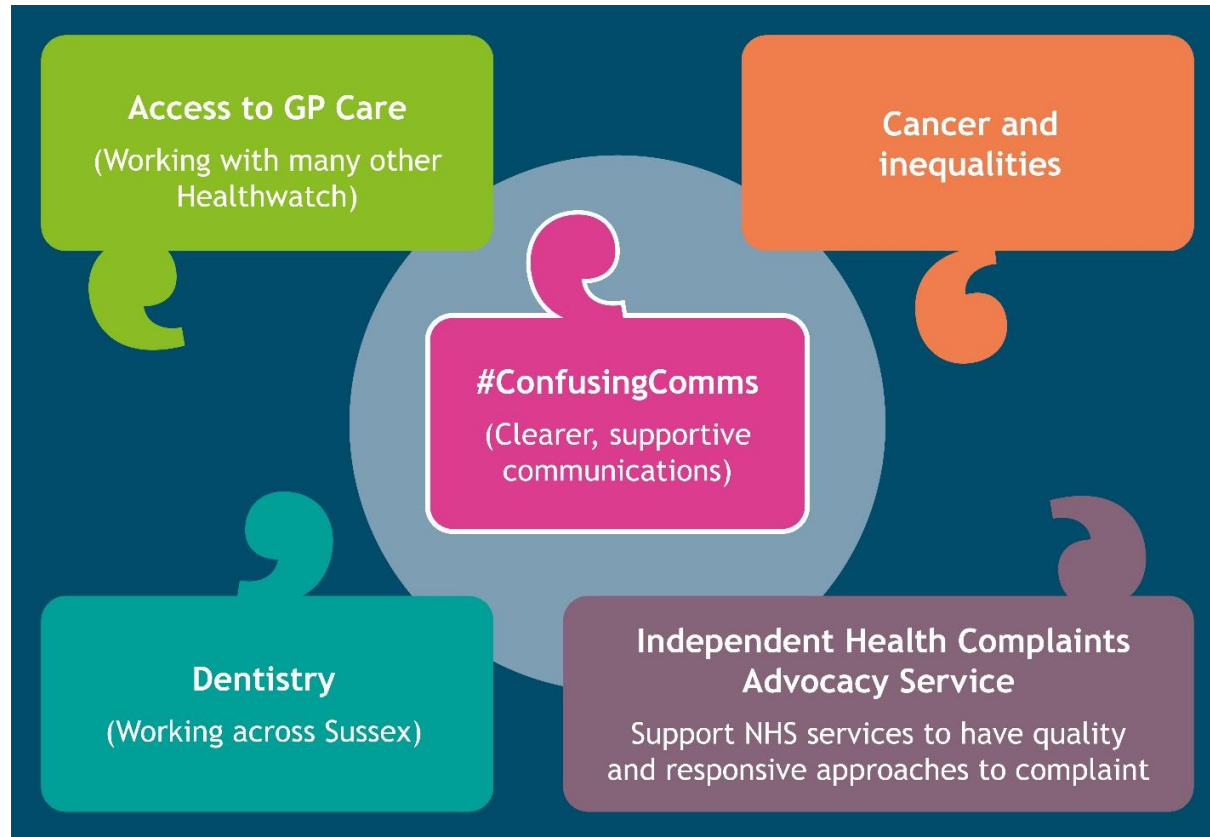 Access to GP Care
(Working with many other
Healthwatch)
Cancer and
inequalities
#ConfusingComms
(Clearer, supportive
communications)
Dentistry
(Working across Sussex)
Independent Health Complaints
Advocacy Service
Support NHS services to have quality
and responsive approaches to complaint